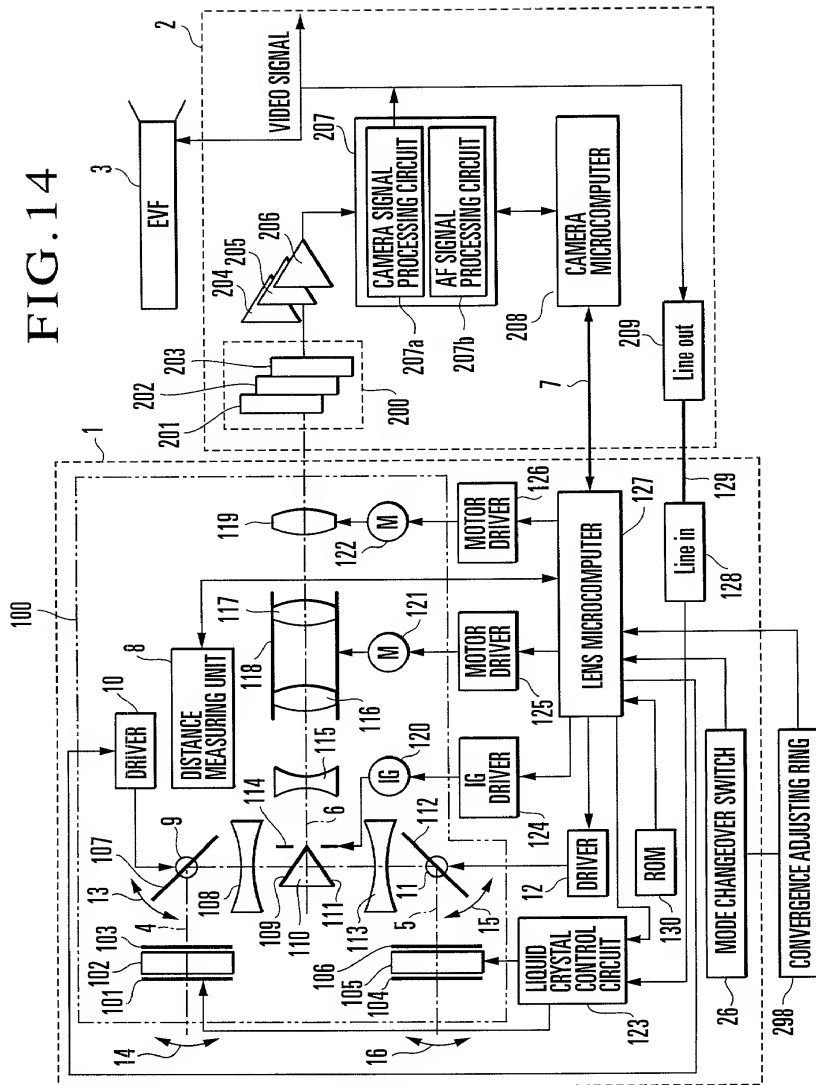 FIG.14
3
EVF
2
VIDEO SIGNAL
204
205
206
207
CAMERA SIGNAL
PROCESSING CIRCUIT
AF SIGNAL
PROCESSING CIRCUIT
207a
207b
208
CAMERA
MICROCOMPUTER
209
Line out
201
202
203
200
7
1
100
119
M
122
MOTOR
DRIVER
126
LENS MICROCOMPUTER
127
129
Line in
128
8
DISTANCE
MEASURING UNIT
10
DRIVER
118
117
116
M
121
MOTOR
DRIVER
125
115
114
6
IG
120
IG
DRIVER
124
9
107
13
108
109
110
111
113
112
11
12
DRIVER
ROM
130
4
103
102
101
14
5
15
106
105
104
16
LIQUID
CRYSTAL
CONTROL
CIRCUIT
123
MODE CHANGEOVER SWITCH
26
CONVERGENCE ADJUSTING RING
298